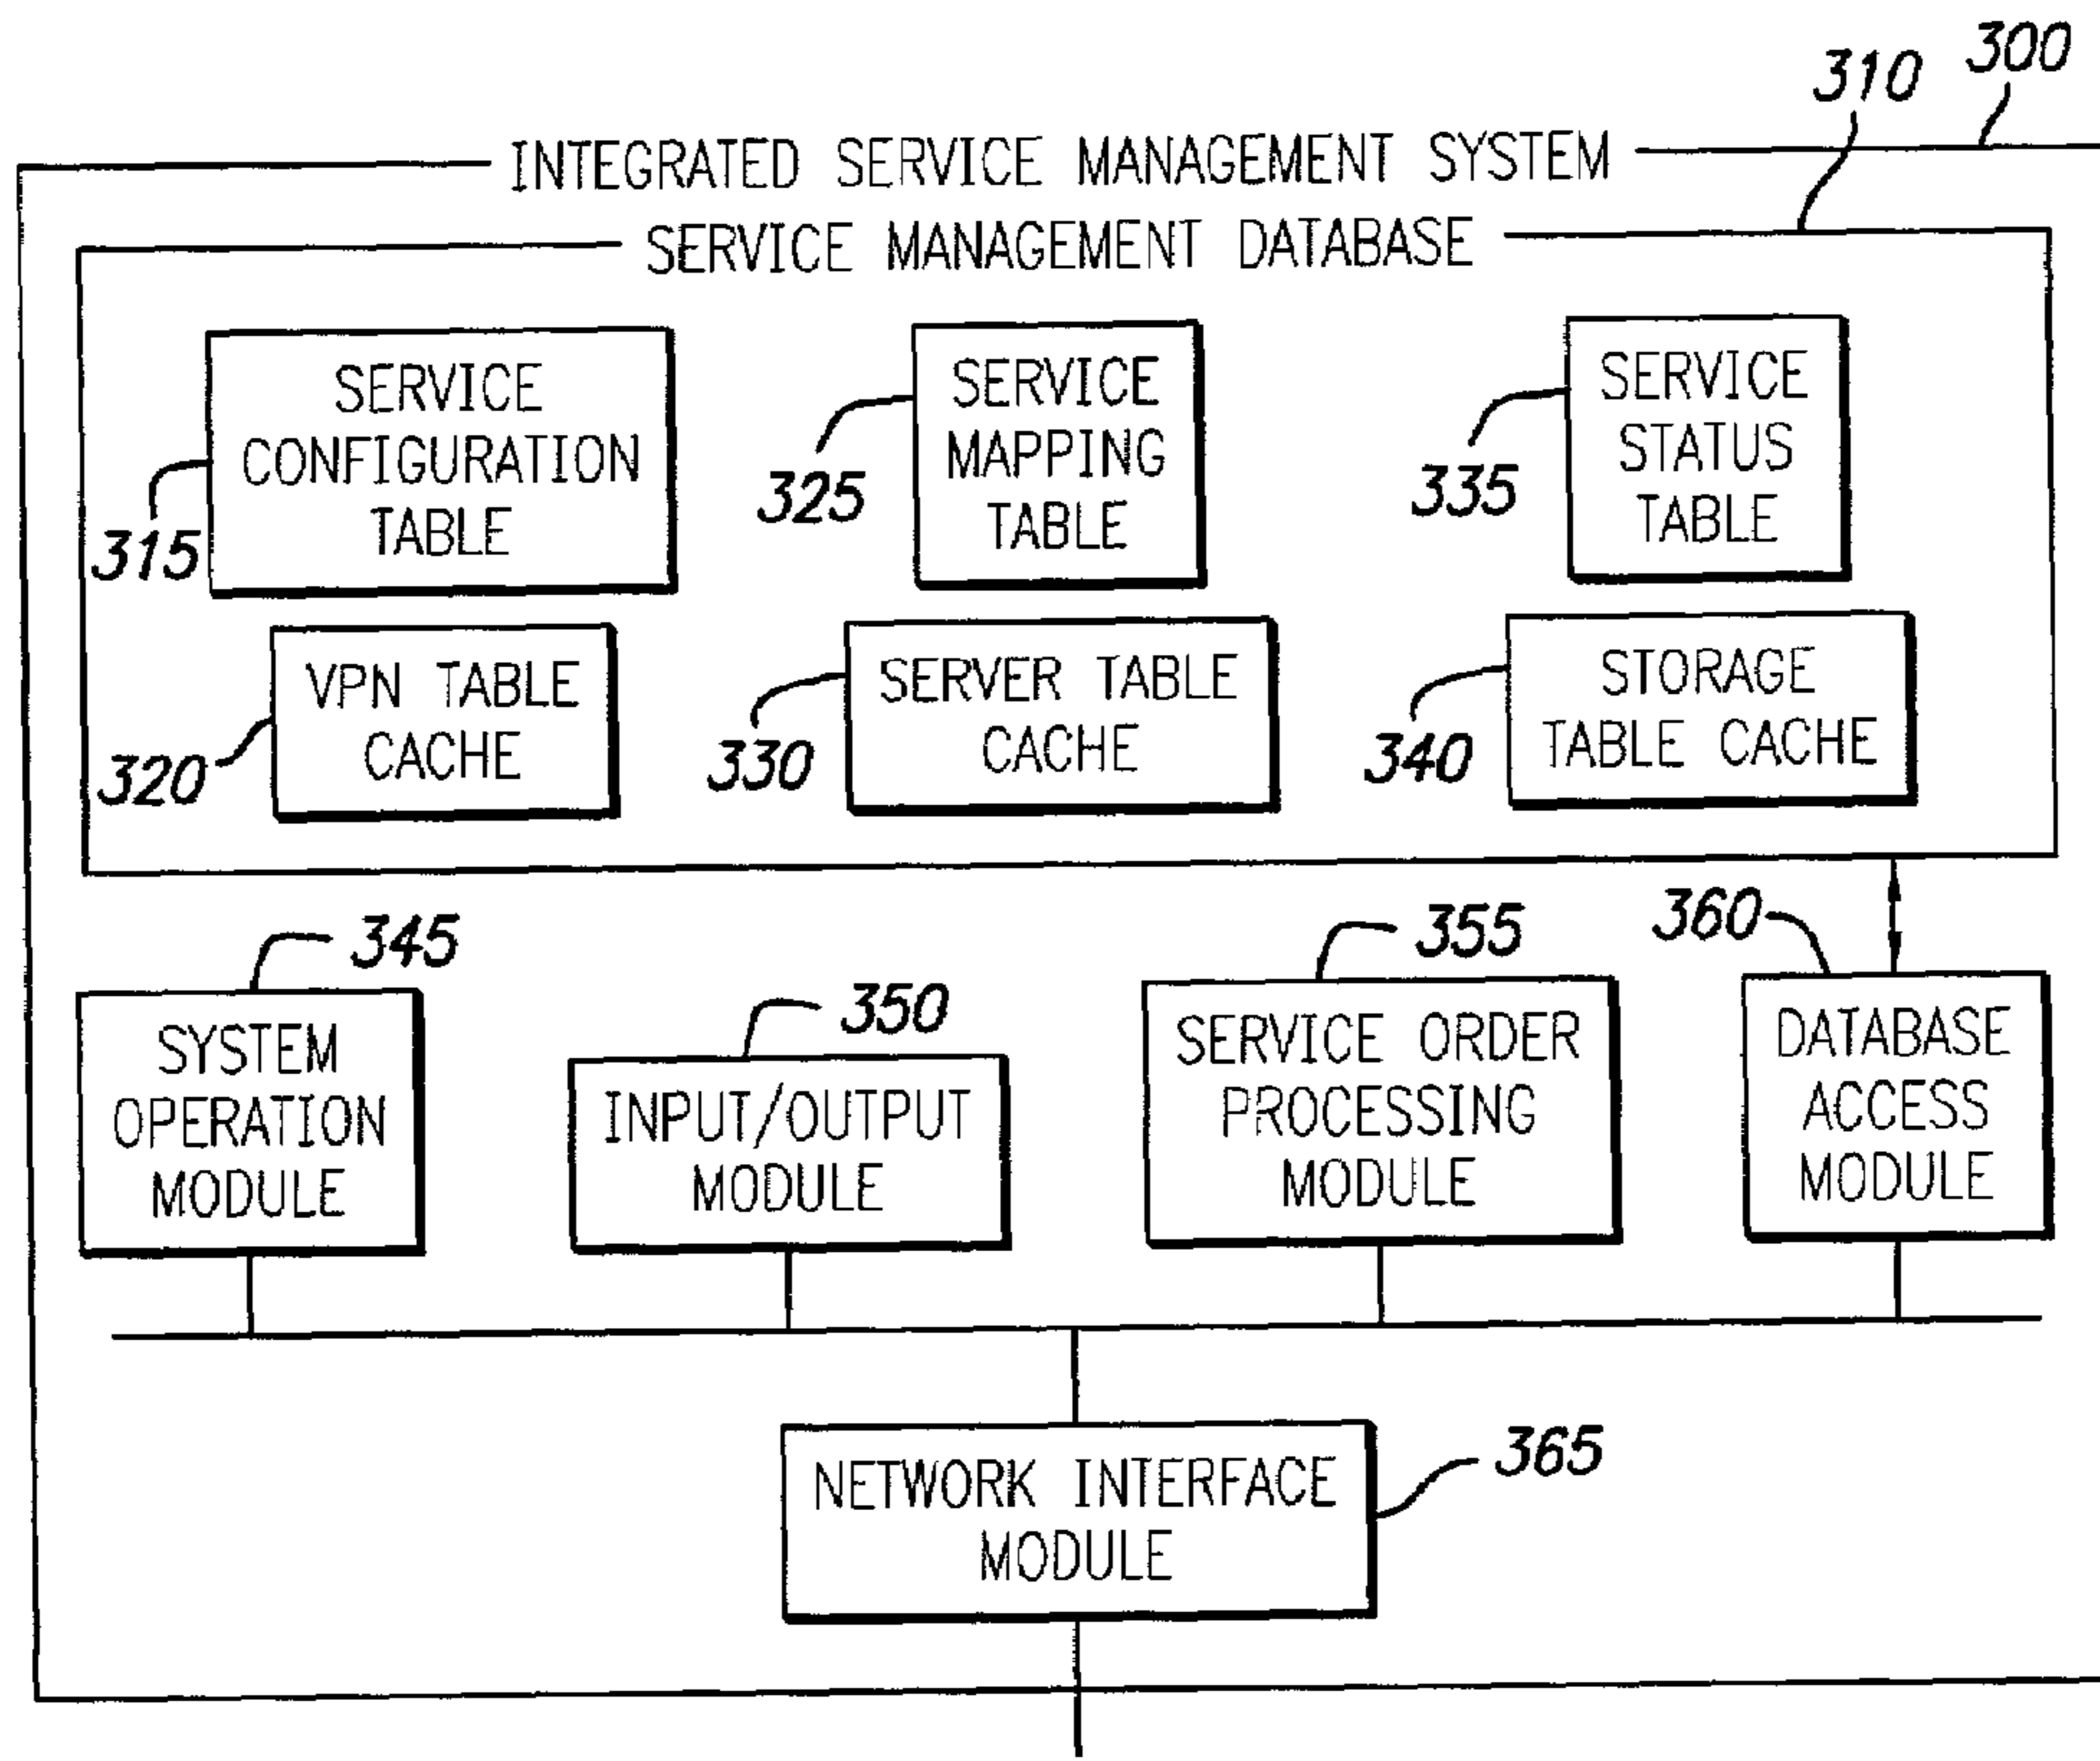 300
310
INTEGRATED SERVICE MANAGEMENT SYSTEM
SERVICE MANAGEMENT DATABASE
SERVICE
CONFIGURATION
TABLE
315
SERVICE
MAPPING
TABLE
325
SERVICE
STATUS
TABLE
335
VPN TABLE
CACHE
320
SERVER TABLE
CACHE
330
STORAGE
TABLE CACHE
340
345
SYSTEM
OPERATION
MODULE
350
INPUT/OUTPUT
MODULE
355
SERVICE ORDER
PROCESSING
MODULE
360
DATABASE
ACCESS
MODULE
NETWORK INTERFACE
MODULE
365